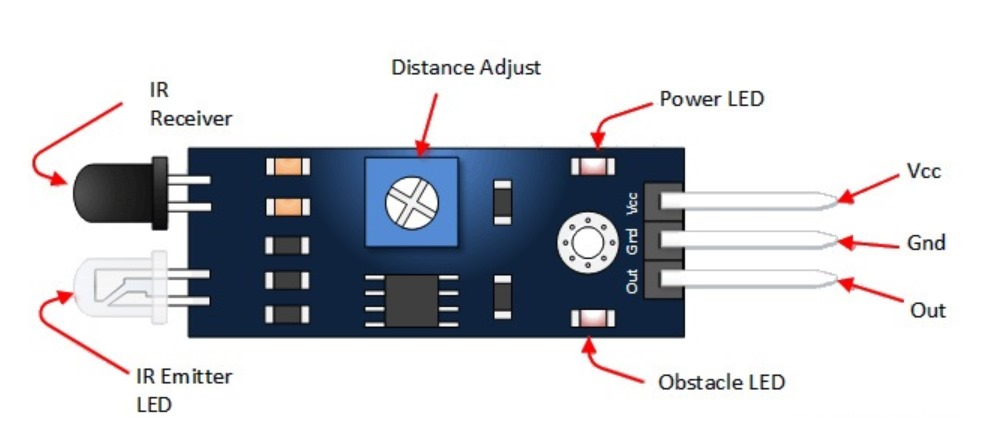 Distance Adjust
IR
Receiver
Power LED
Vcc
Vcc
Gnd
Gnd
Out
Out
IR Emitter
LED
Obstacle LED